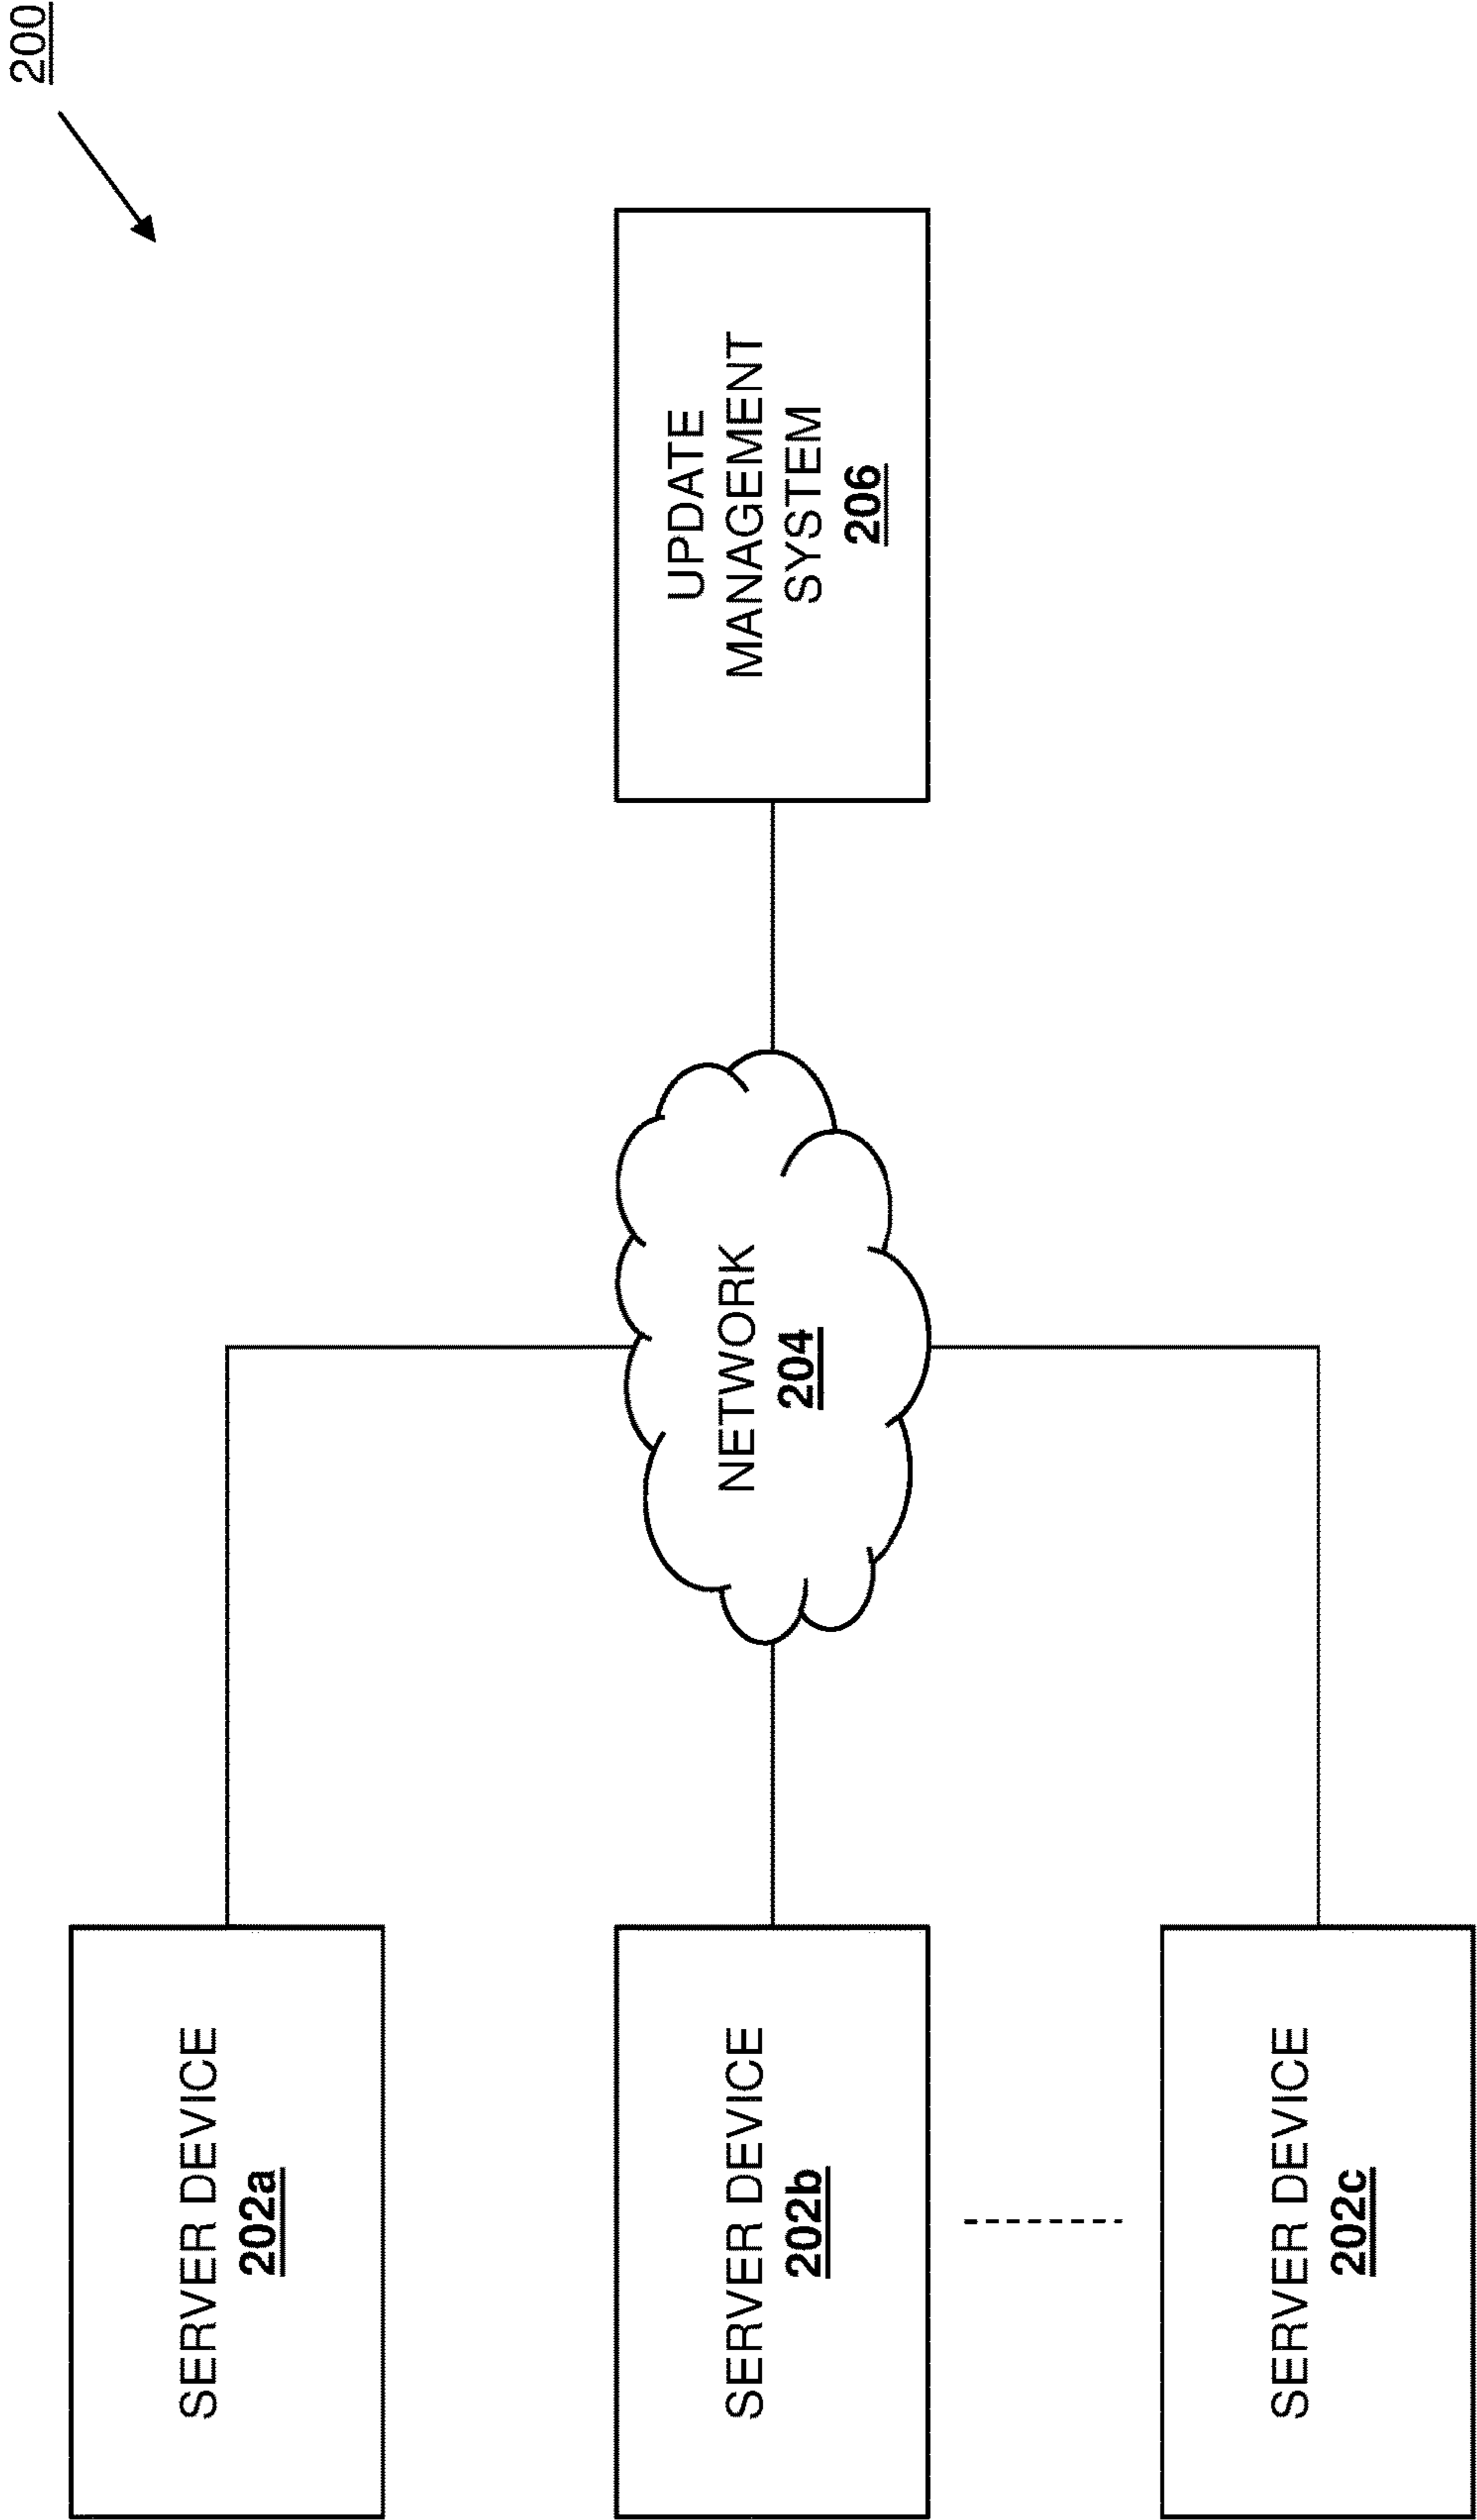 200
SERVER DEVICE
202a
SERVER DEVICE
202b
SERVER DEVICE
202c
NETWORK
204
UPDATE
MANAGEMENT
SYSTEM
206